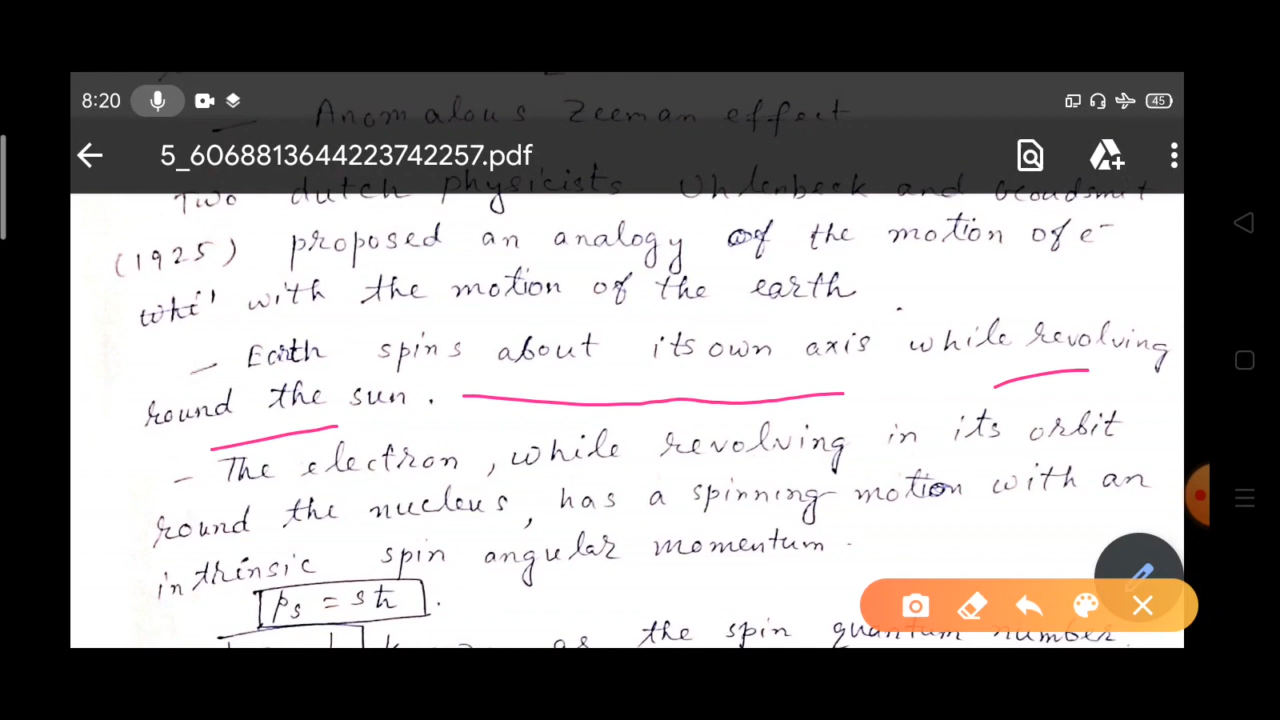 8:20
45
Anomalous Zeeman effect
5_6068813644223742257.pdf
Two dutch physicists Uhlenbeck and Goudsmit
(1925) proposed an analogy of the motion of e-
with the motion of the earth
- Earth spins about its own axis while revolving
round the sun.
- The electron, while revolving in its orbit
round the nucleus, has a spinning motion with an
intrinsic spin angular momentum.
ps = sħ
the spin quantum number